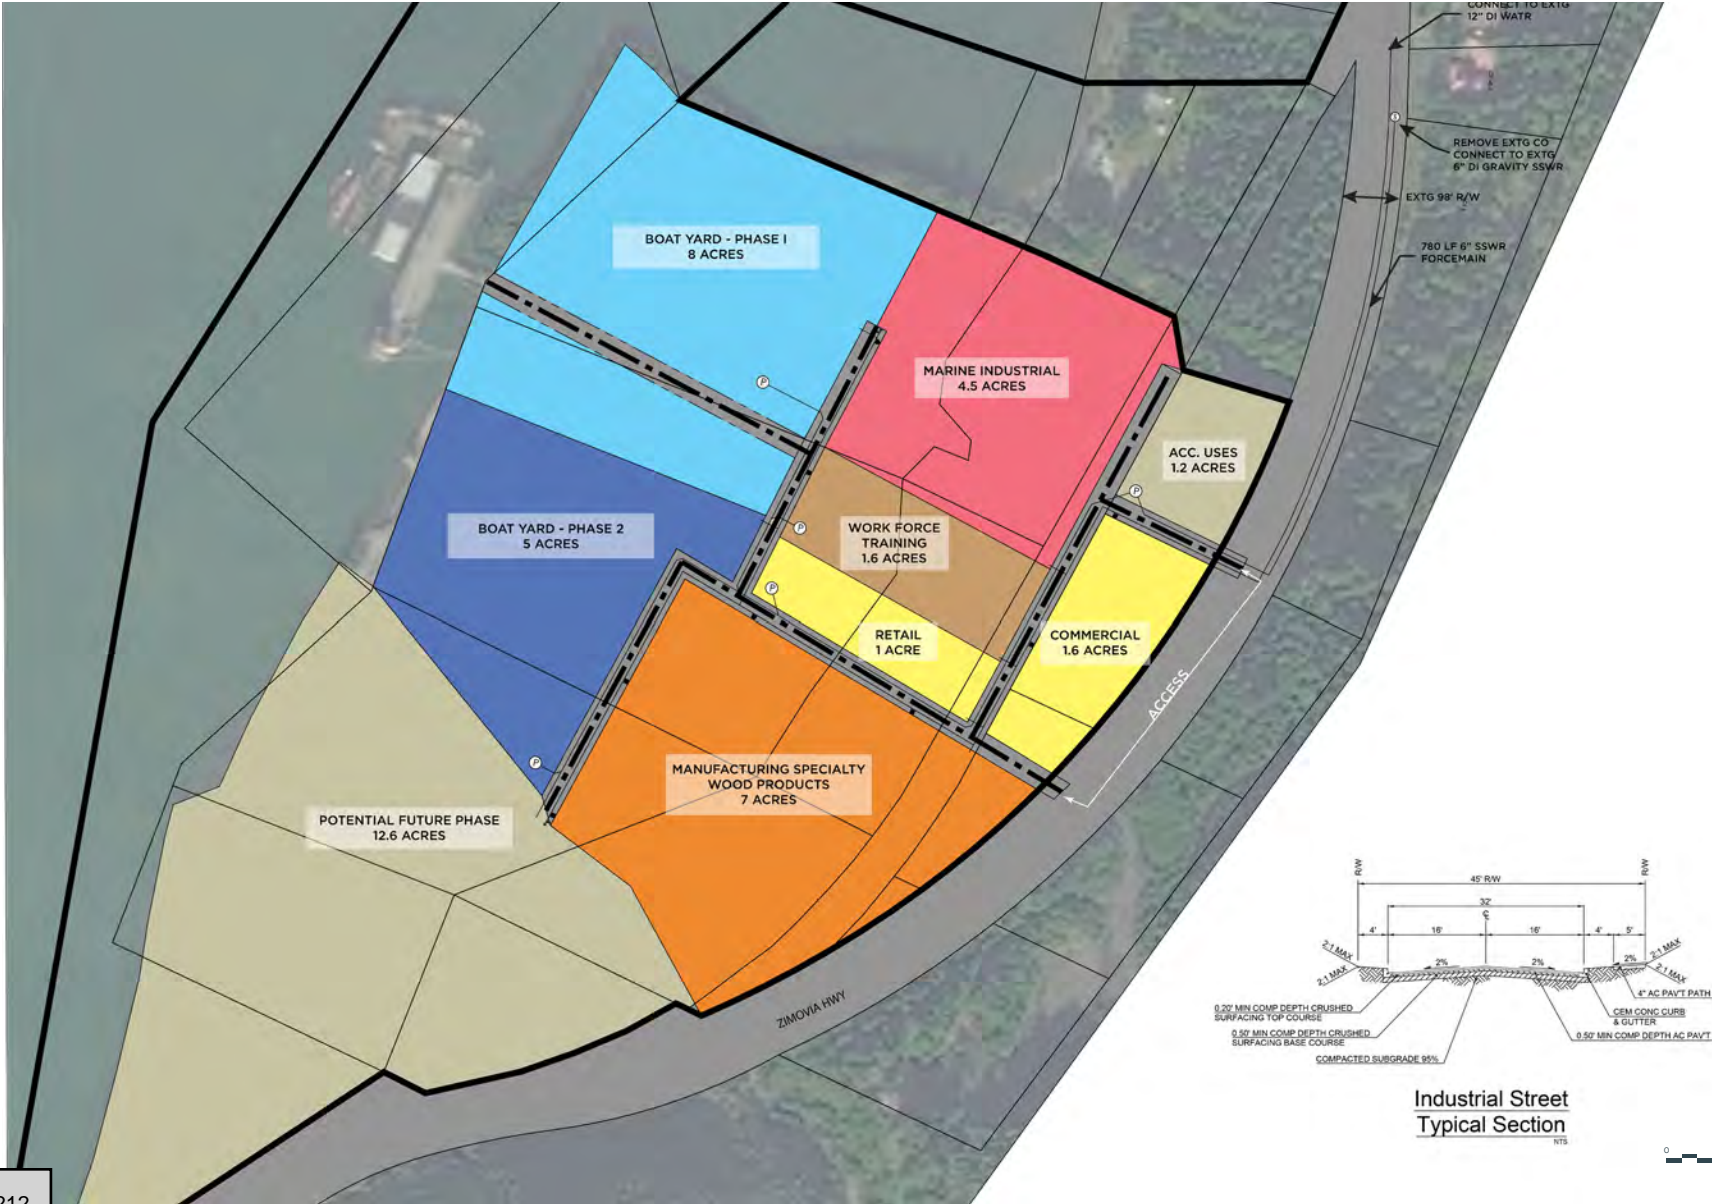 CONNECT TO EXTG
12" DI WATR
REMOVE EXTG CO
CONNECT TO EXTG
6" DI GRAVITY SSWR
EXTG 98' R/W
780 LF 6" SSWR
FORCEMAIN
S
BOAT YARD - PHASE I
8 ACRES
MARINE INDUSTRIAL
4.5 ACRES
P
ACC. USES
1.2 ACRES
P
BOAT YARD - PHASE 2
5 ACRES
P
WORK FORCE
TRAINING
1.6 ACRES
P
RETAIL
1 ACRE
COMMERCIAL
1.6 ACRES
ACCESS
P
MANUFACTURING SPECIALTY
WOOD PRODUCTS
7 ACRES
POTENTIAL FUTURE PHASE
12.6 ACRES
ZIMOVIA HWY
R/W
R/W
45' R/W
32'
4' 16' 16' 4' 5'
2:1 MAX
2:1 MAX
2% 2% 2%
2:1 MAX
2:1 MAX
4" AC PAV'T PATH
0.20' MIN COMP DEPTH CRUSHED
SURFACING TOP COURSE
CEM CONC CURB
& GUTTER
0.50' MIN COMP DEPTH CRUSHED
SURFACING BASE COURSE
0.50' MIN COMP DEPTH AC PAV'T
COMPACTED SUBGRADE 95%
Industrial Street
Typical Section
NTS
0
212